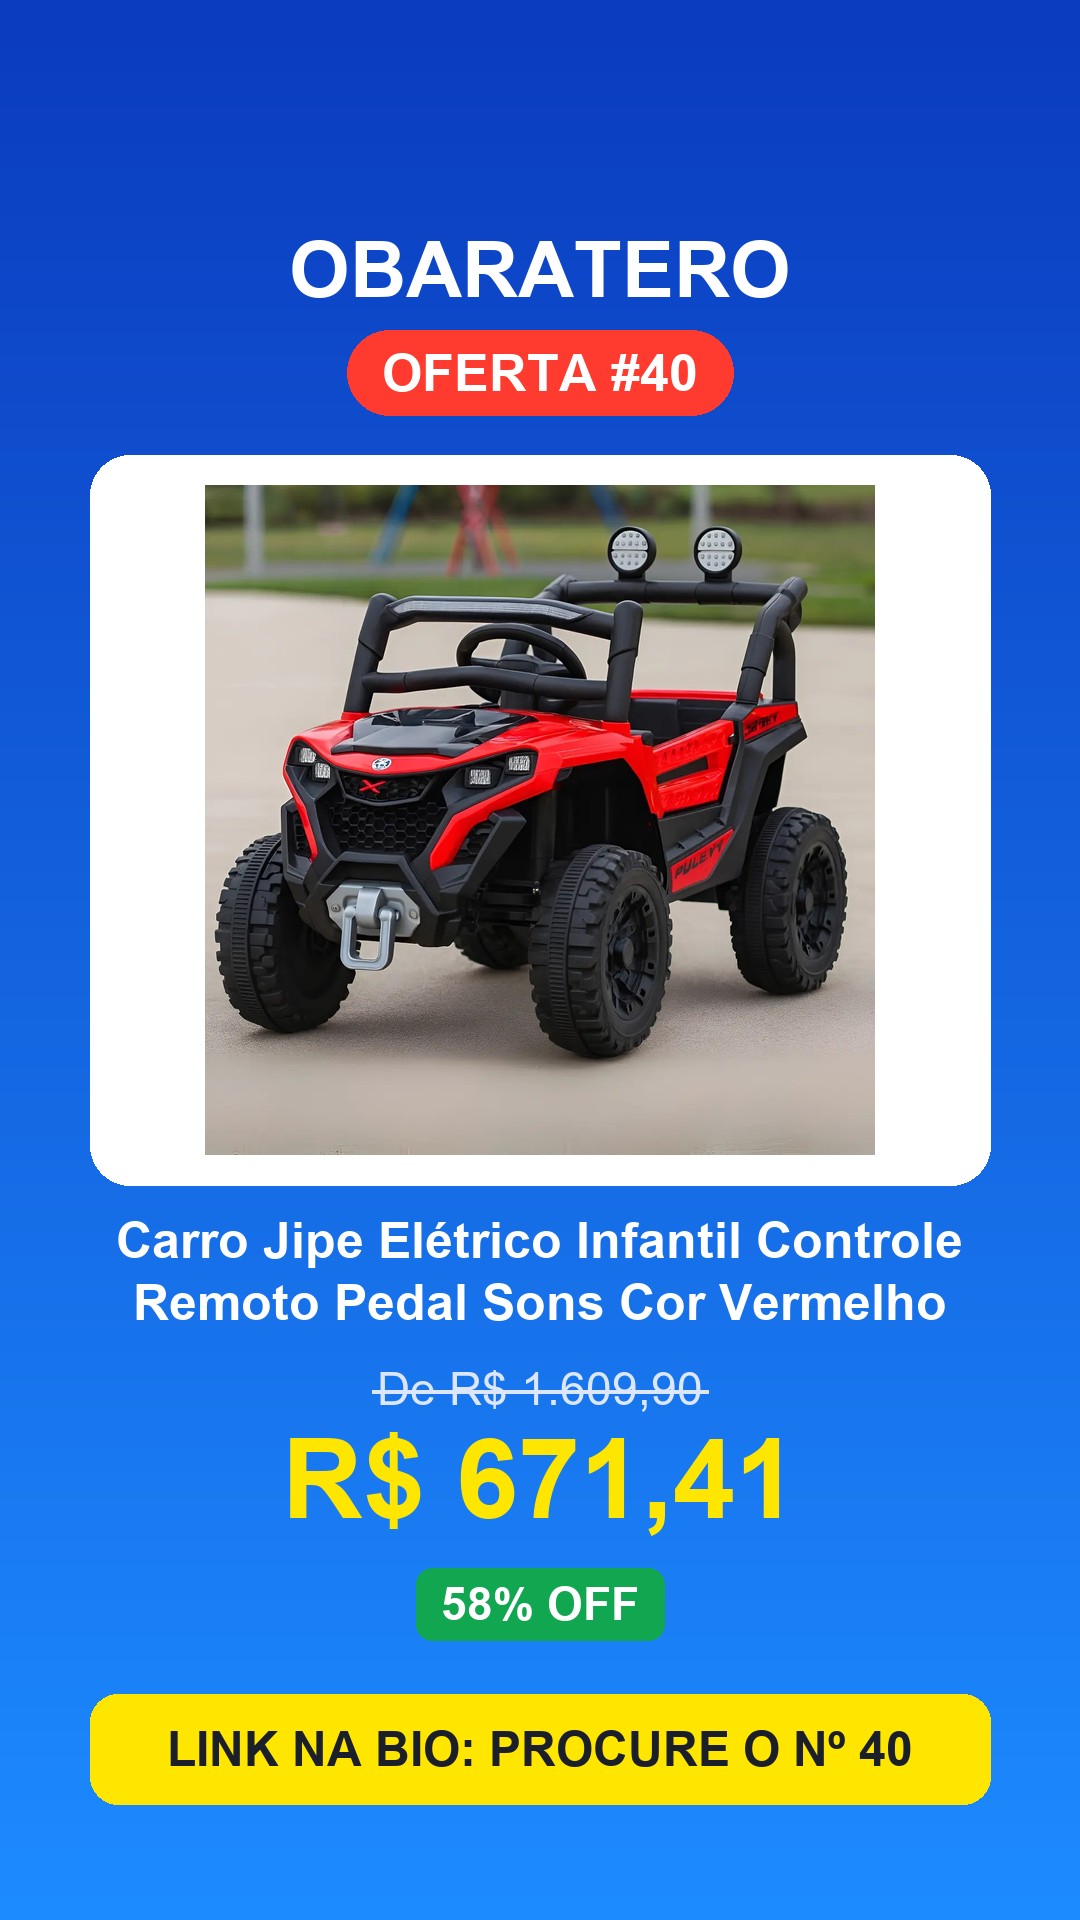 OBARATERO
OFERTA #40
PULEYY
Carro Jipe Elétrico Infantil Controle
Remoto Pedal Sons Cor Vermelho
De R$ 1.609,90
R$ 671,41
58% OFF
LINK NA BIO: PROCURE O Nº 40